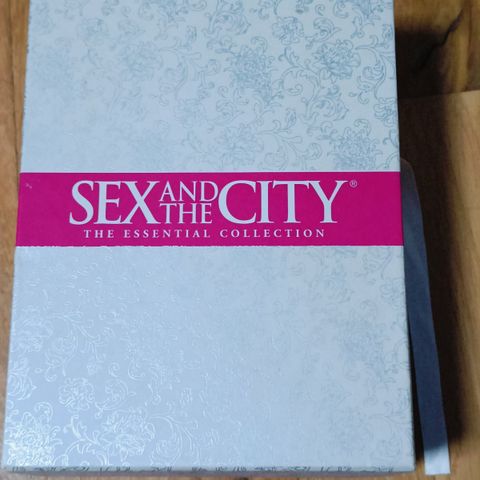 SEX AND THE CITY®
THE ESSENTIAL COLLECTION